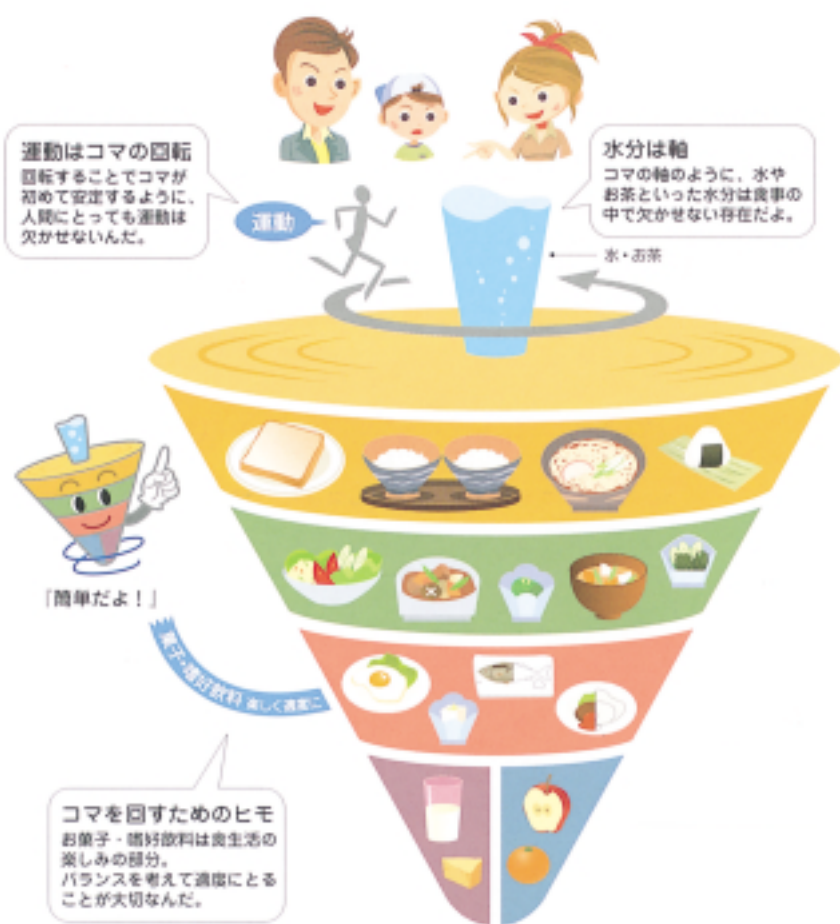 運動はコマの回転
回転することでコマが
初めて安定するように、
人間にとっても運動は
欠かせないんだ。
運動
水分は軸
コマの軸のように、水や
お茶といった水分は食事の
中で欠かせない存在だよ。
水・お茶
「簡単だよ！」
菓子・嗜好飲料 楽しく適度に
コマを回すためのヒモ
お菓子・嗜好飲料は食生活の
楽しみの部分。
バランスを考えて適度にとる
ことが大切なんだ。